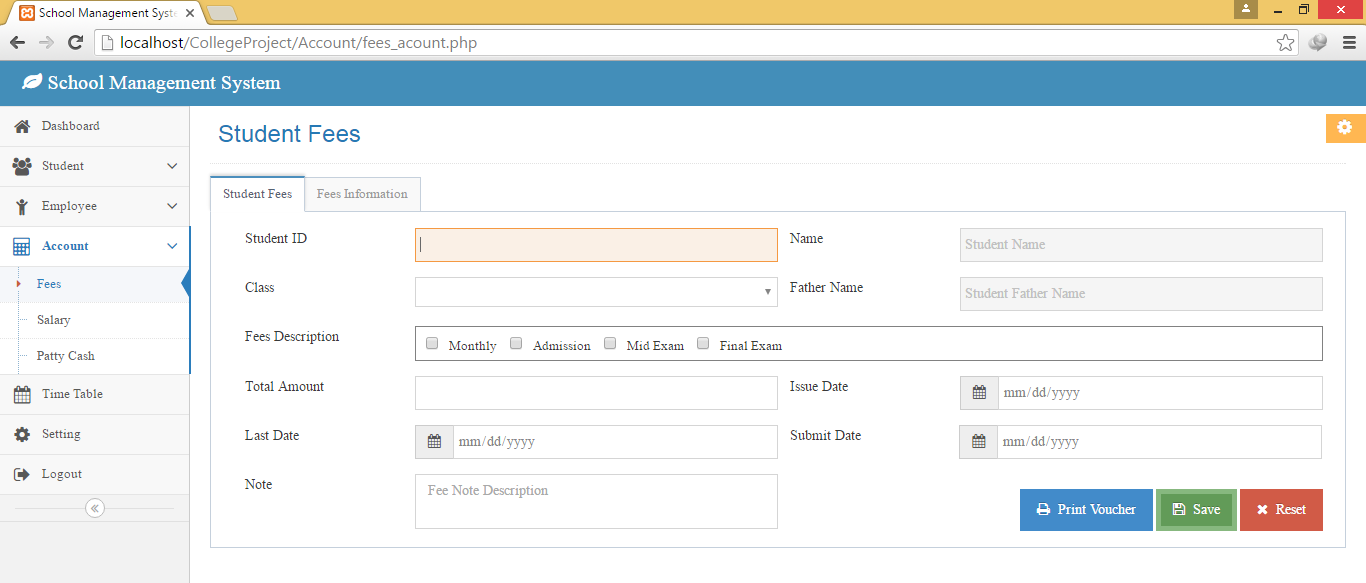 School Management Syst
localhost/CollegeProject/Account/fees_acount.php
School Management System
Dashboard
Student
Employee
Account
Fees
Salary
Patty Cash
Time Table
Setting
Logout
Student Fees
Student Fees Fees Information
Student ID Name Student Name
Class Father Name Student Father Name
Fees Description Monthly Admission Mid Exam Final Exam
Total Amount Issue Date mm/dd/yyyy
Last Date mm/dd/yyyy Submit Date mm/dd/yyyy
Note Fee Note Description
Print Voucher Save Reset